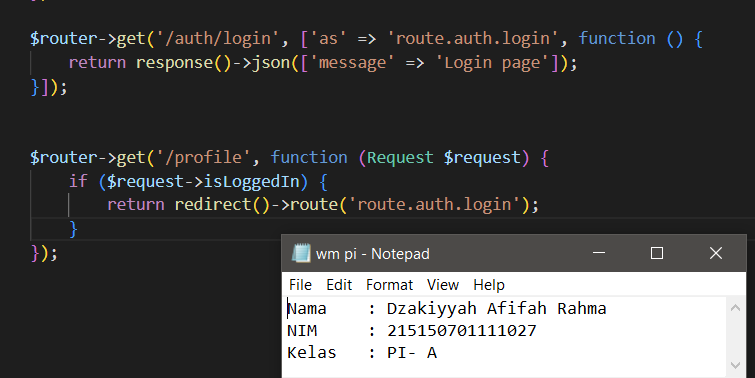 $router->get('/auth/login', ['as' => 'route.auth.login', function () {
    return response()->json(['message' => 'Login page']);
}]);
$router->get('/profile', function (Request $request) {
    if ($request->isLoggedIn) {
        return redirect()->route('route.auth.login');
    }
});
wm pi - Notepad
File Edit Format View Help
Nama    : Dzakiyyah Afifah Rahma
NIM     : 215150701111027
Kelas   : PI- A